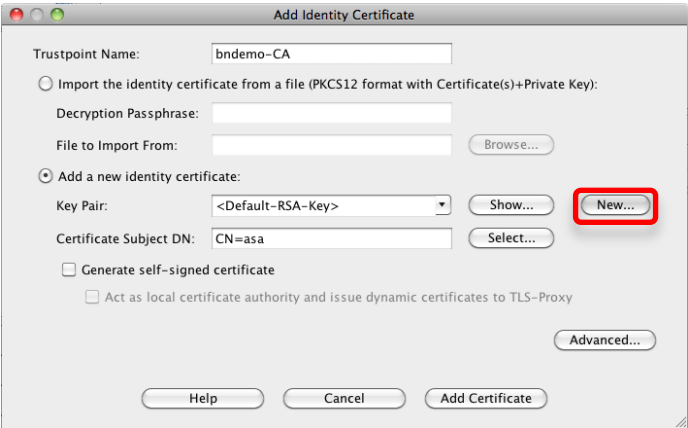 Add Identity Certificate
Trustpoint Name: bndemo-CA
Import the identity certificate from a file (PKCS12 format with Certificate(s)+Private Key):
Decryption Passphrase:
File to Import From: Browse...
Add a new identity certificate:
Key Pair: <Default-RSA-Key> Show... New...
Certificate Subject DN: CN=asa Select...
Generate self-signed certificate
Act as local certificate authority and issue dynamic certificates to TLS-Proxy
Advanced...
Help Cancel Add Certificate